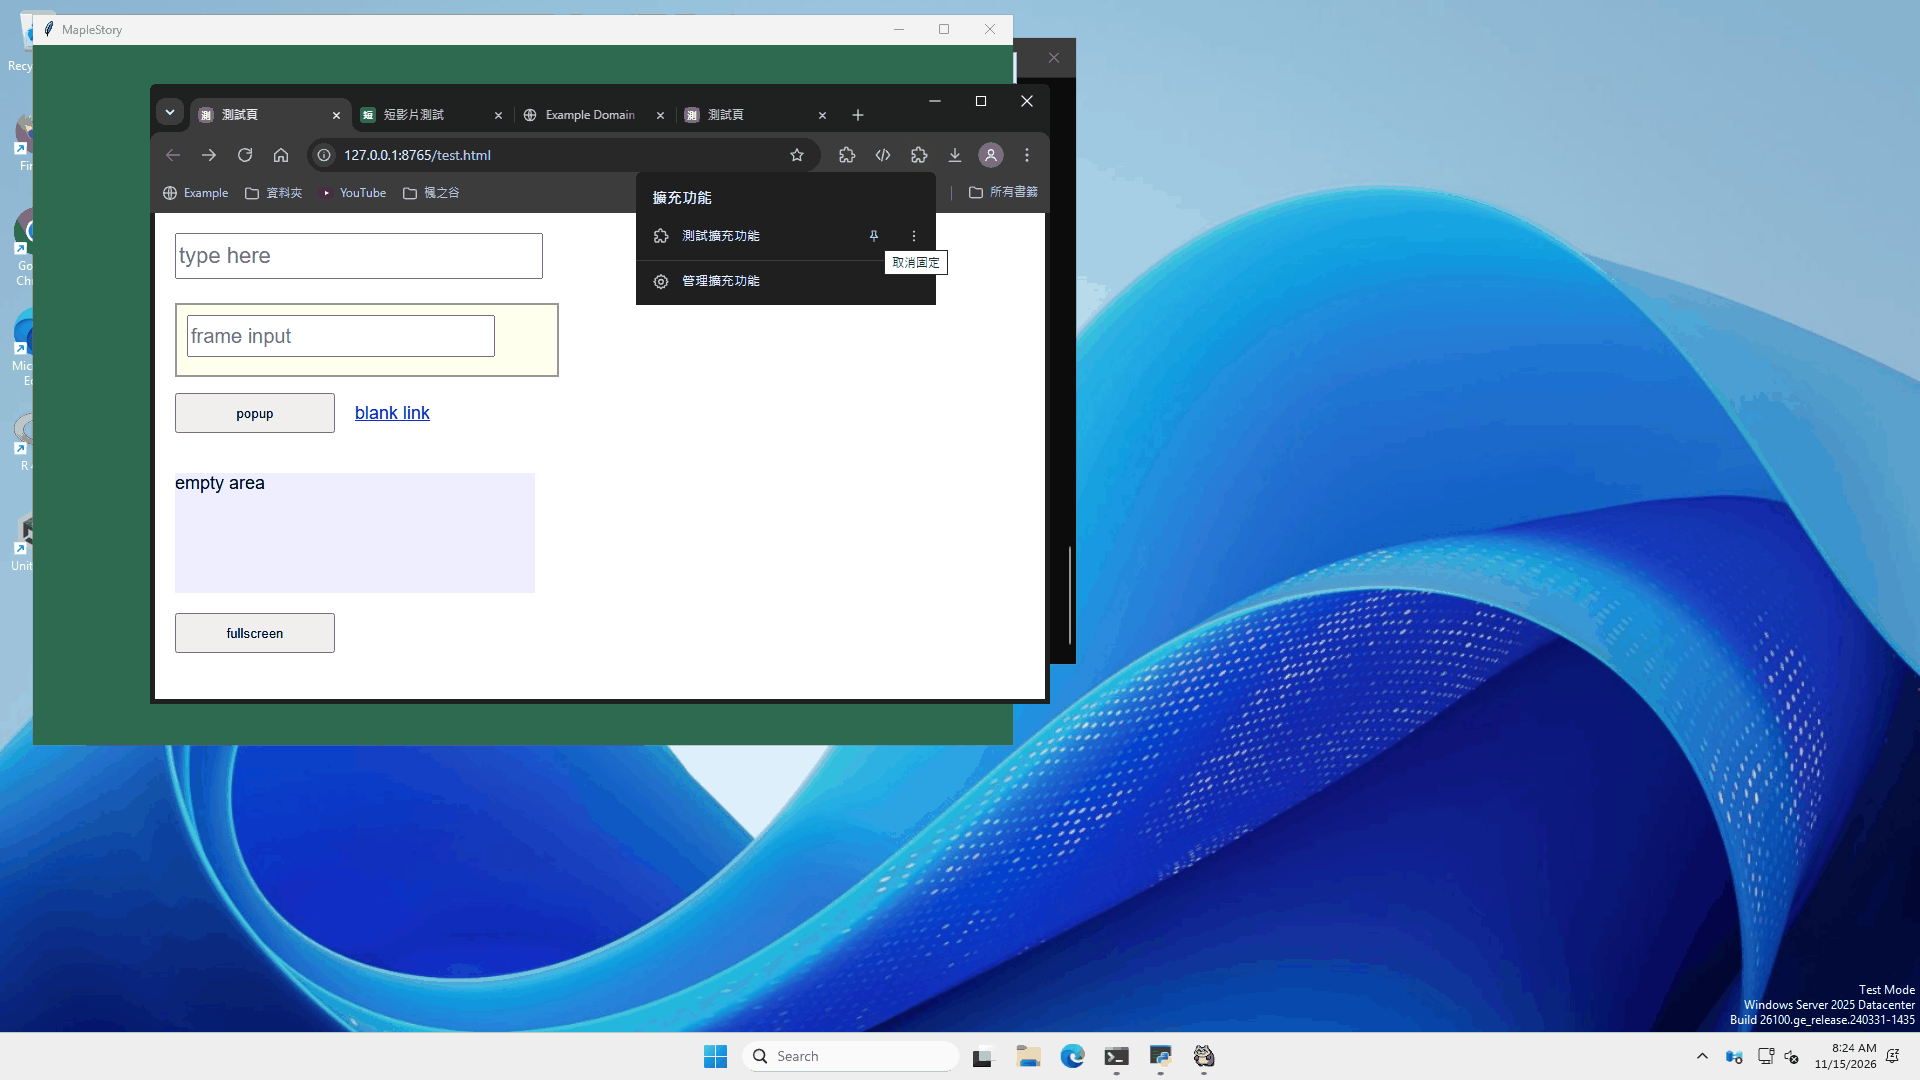 MapleStory
測試頁
短 短影片測試
Example Domain
測試頁
127.0.0.1:8765/test.html
Example
資料夾
YouTube
楓之谷
所有書籤
擴充功能
測試擴充功能
取消固定
管理擴充功能
type here
frame input
popup
blank link
empty area
fullscreen
Test Mode
Windows Server 2025 Datacenter
Build 26100.ge_release.240331-1435
Search
8:24 AM
11/15/2026